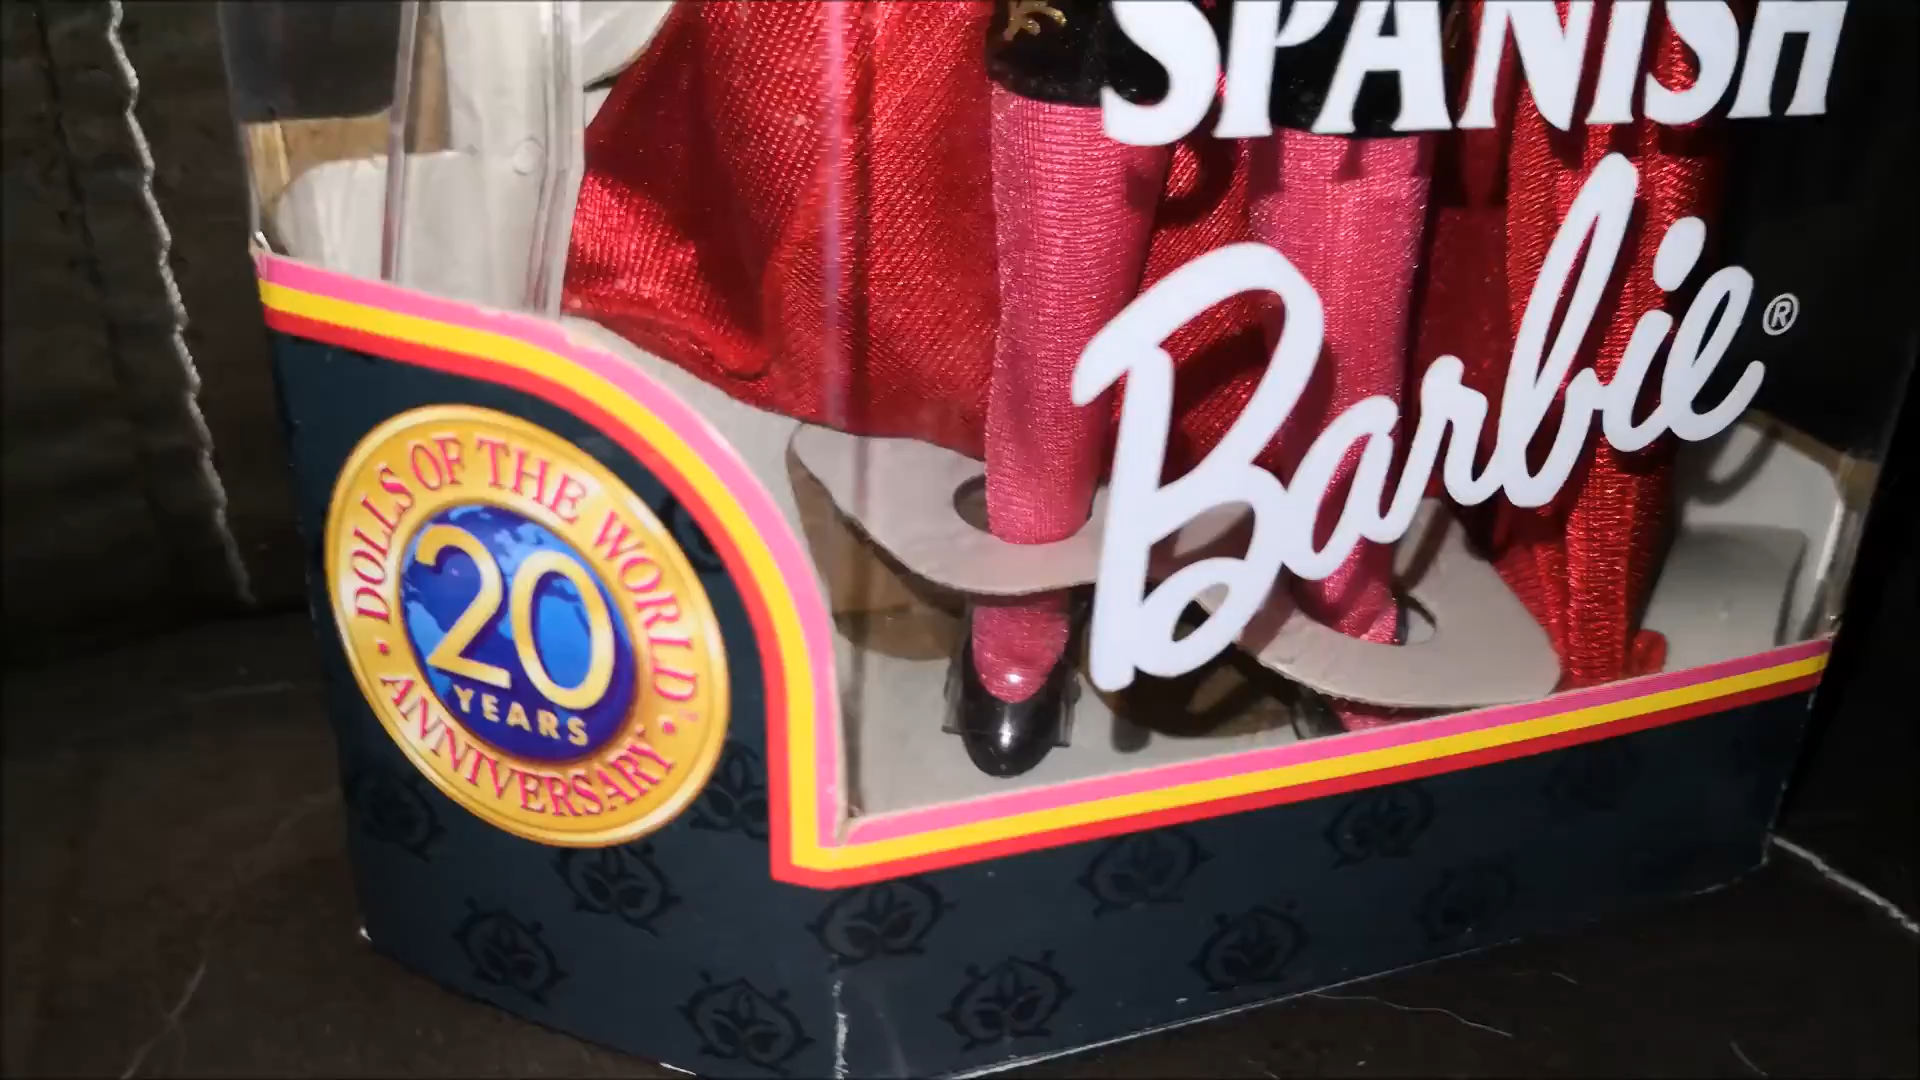 SPANISH
Barbie®
DOLLS OF THE WORLD
20
YEARS
ANNIVERSARY